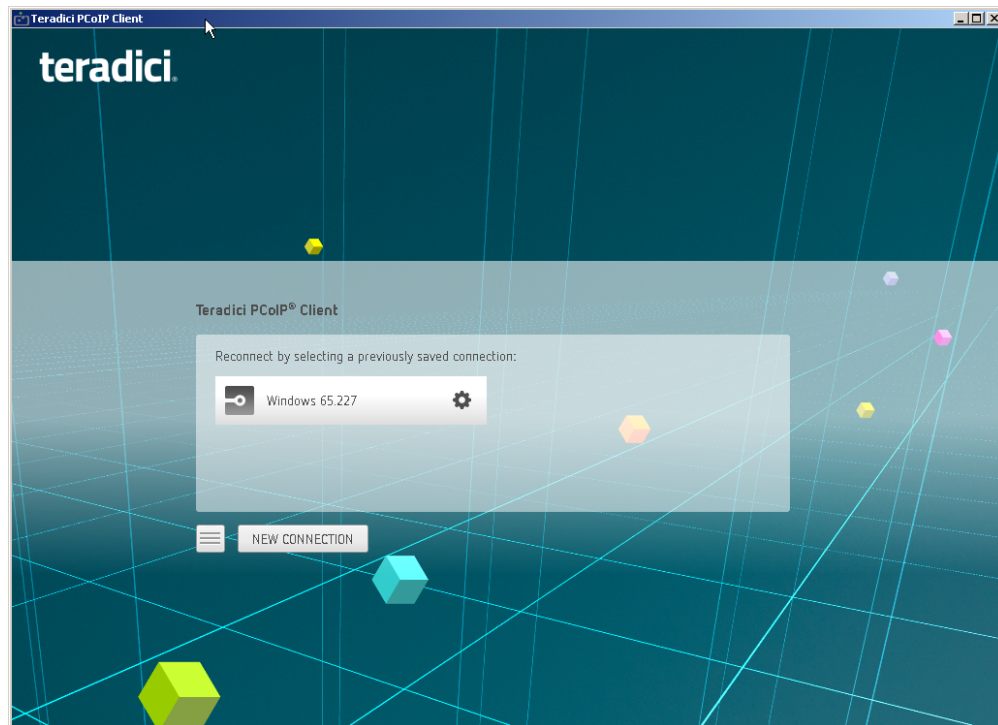 Teradici PCoIP Client
teradici.
Teradici PCoIP® Client
Reconnect by selecting a previously saved connection:
Windows 65.227
NEW CONNECTION